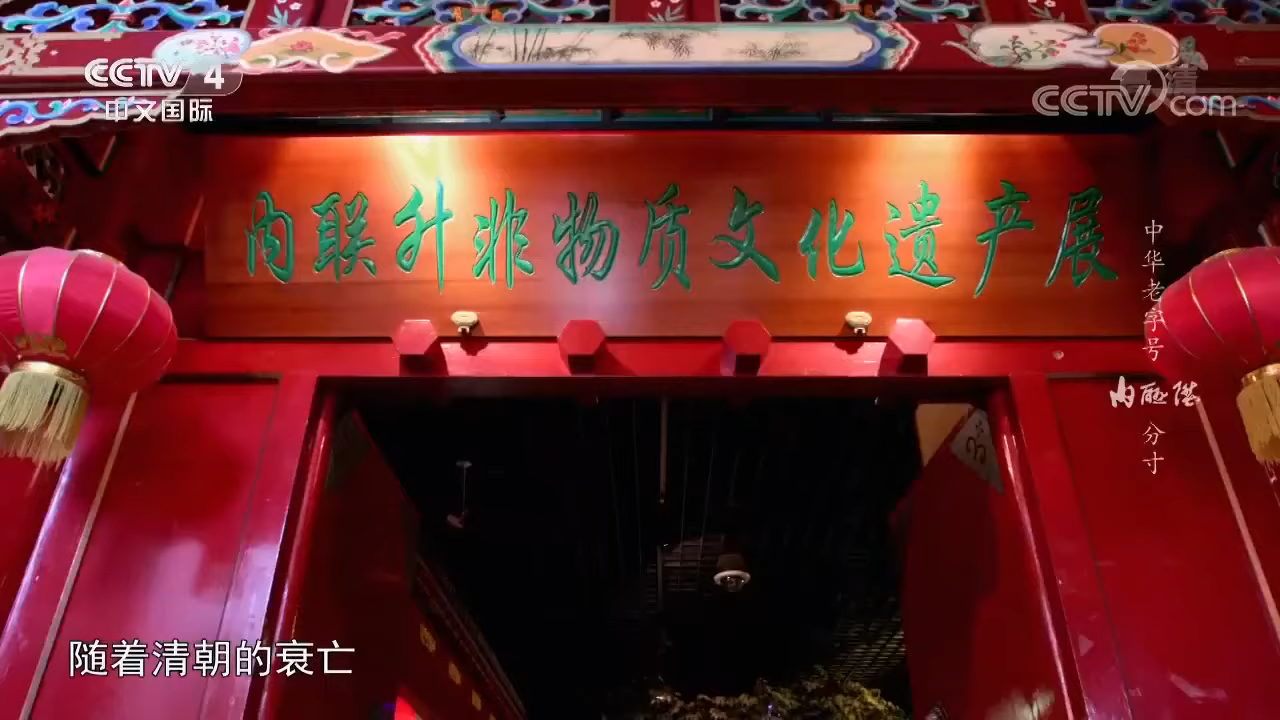 CCTV 4
中文国际
CCTV.com
内联升非物质文化遗产展
中华老字号
内联陞
分寸
随着清朝的衰亡